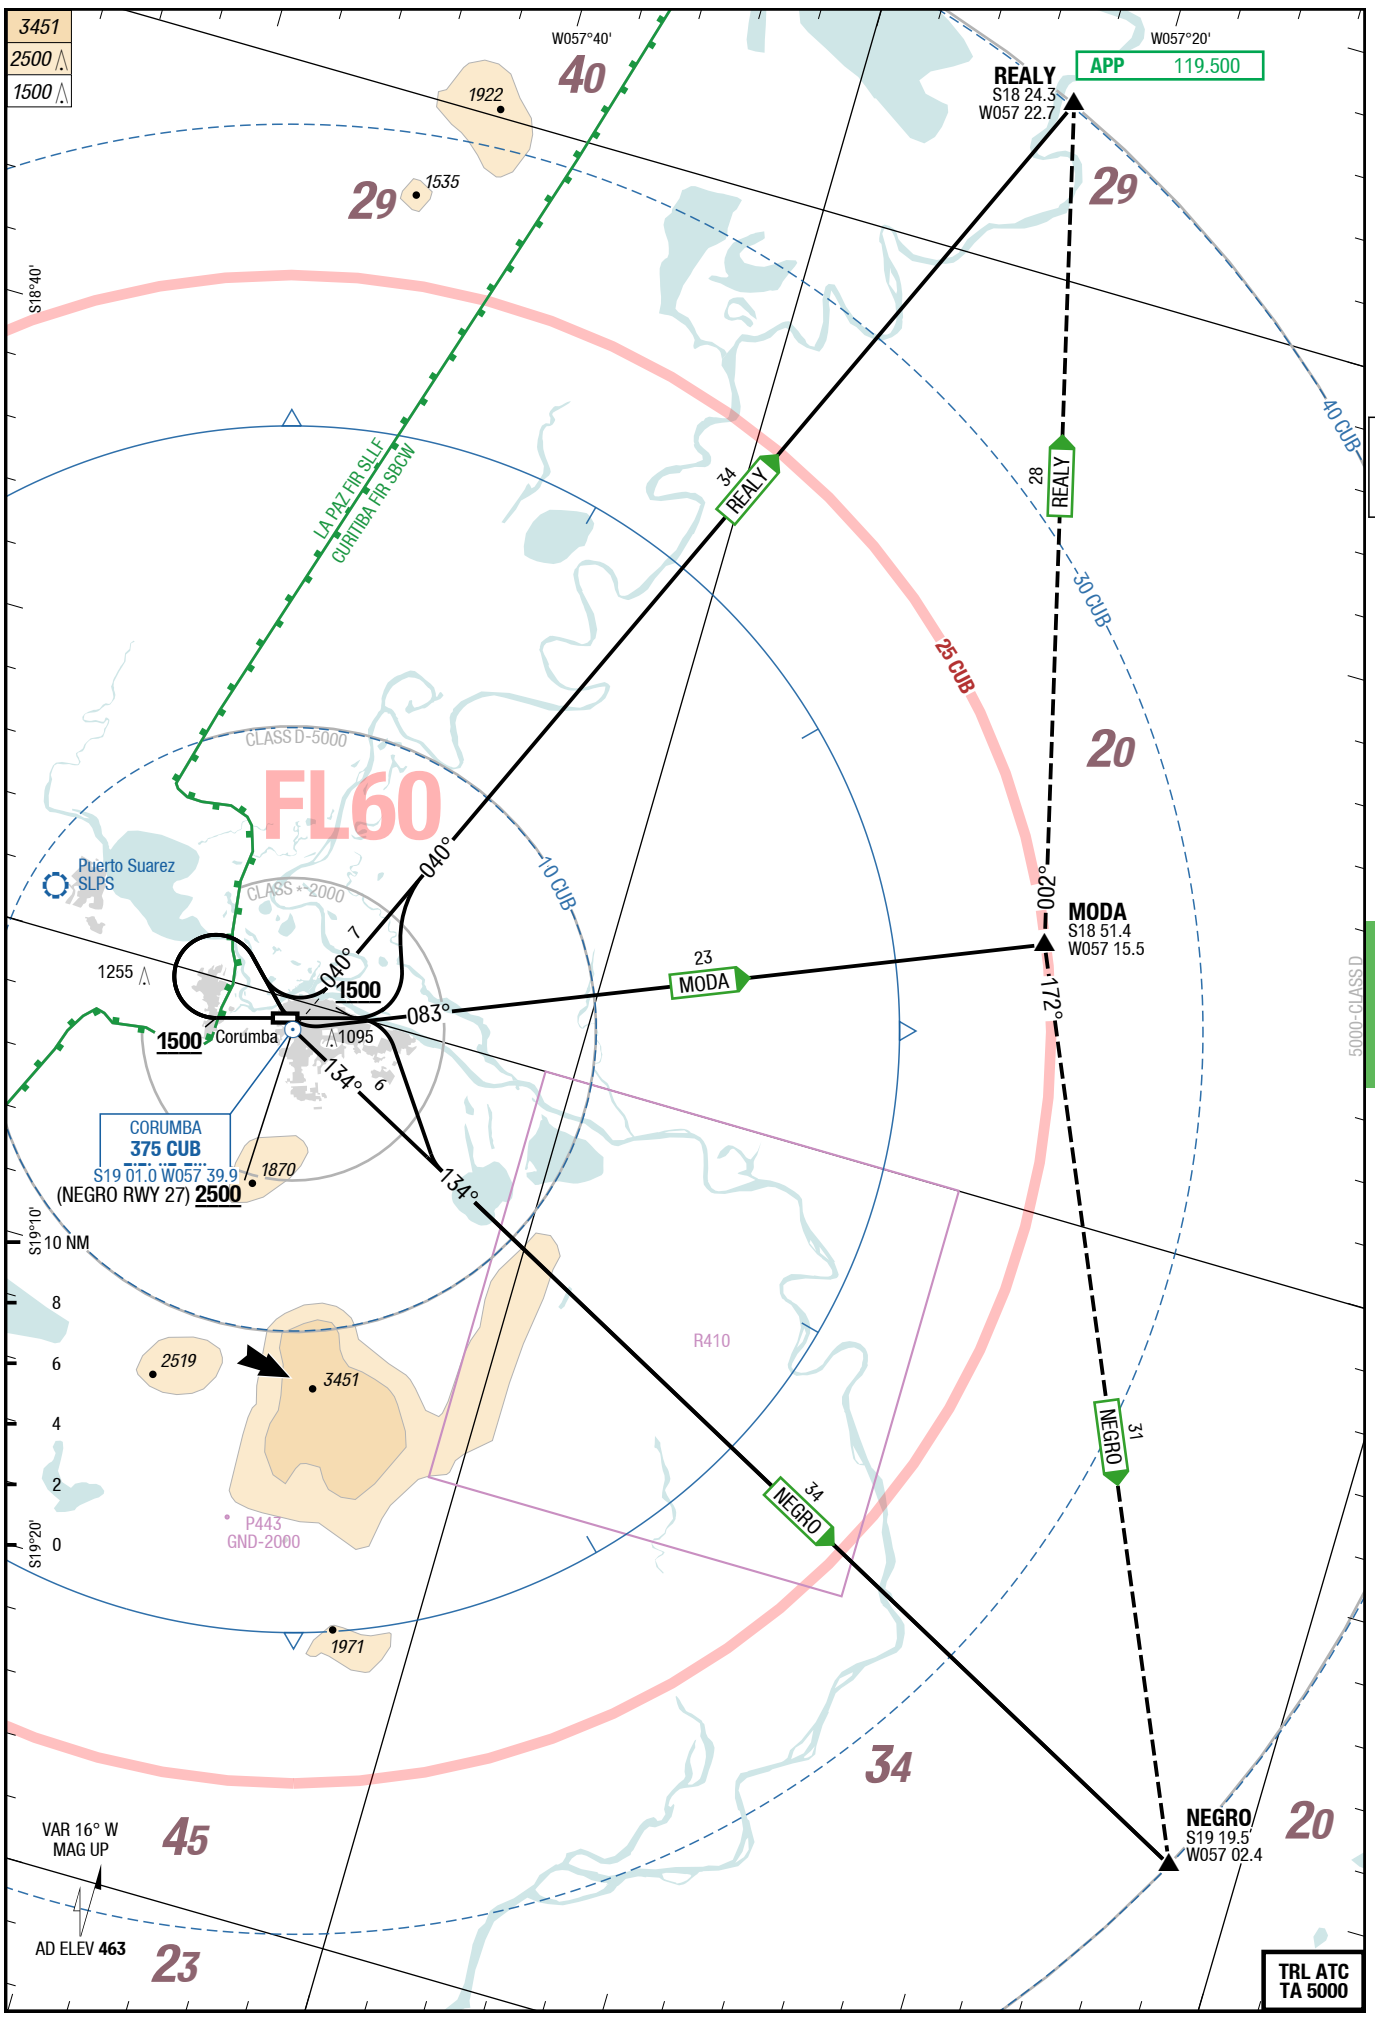 3451
2500
1500
W057°40'
W057°20'
APP 119.500
REALY
S18 24.3
W057 22.7
40
1922
1535
29
29
S18°40'
40 CUB
LA PAZ FIR SLLF
CURITIBA FIR SBCW
34
REALY
28
REALY
30 CUB
25 CUB
20
CLASS D-5000
FL60
040°
10 CUB
Puerto Suarez
SLPS
CLASS *-2000
002°
MODA
S18 51.4
W057 15.5
7
040°
1255
1500
23
MODA
083°
172°
5000-CLASS D
1500
Corumba
1095
134°
6
CORUMBA
375 CUB
S19 01.0 W057 39.9
(NEGRO RWY 27) 2500
1870
134°
S19°10'
10 NM
8
6
4
2
0
2519
3451
R410
NEGRO
31
34
NEGRO
P443
GND-2000
S19°20'
1971
34
NEGRO
S19 19.5
W057 02.4
20
VAR 16° W
MAG UP
45
AD ELEV 463
23
TRL ATC
TA 5000